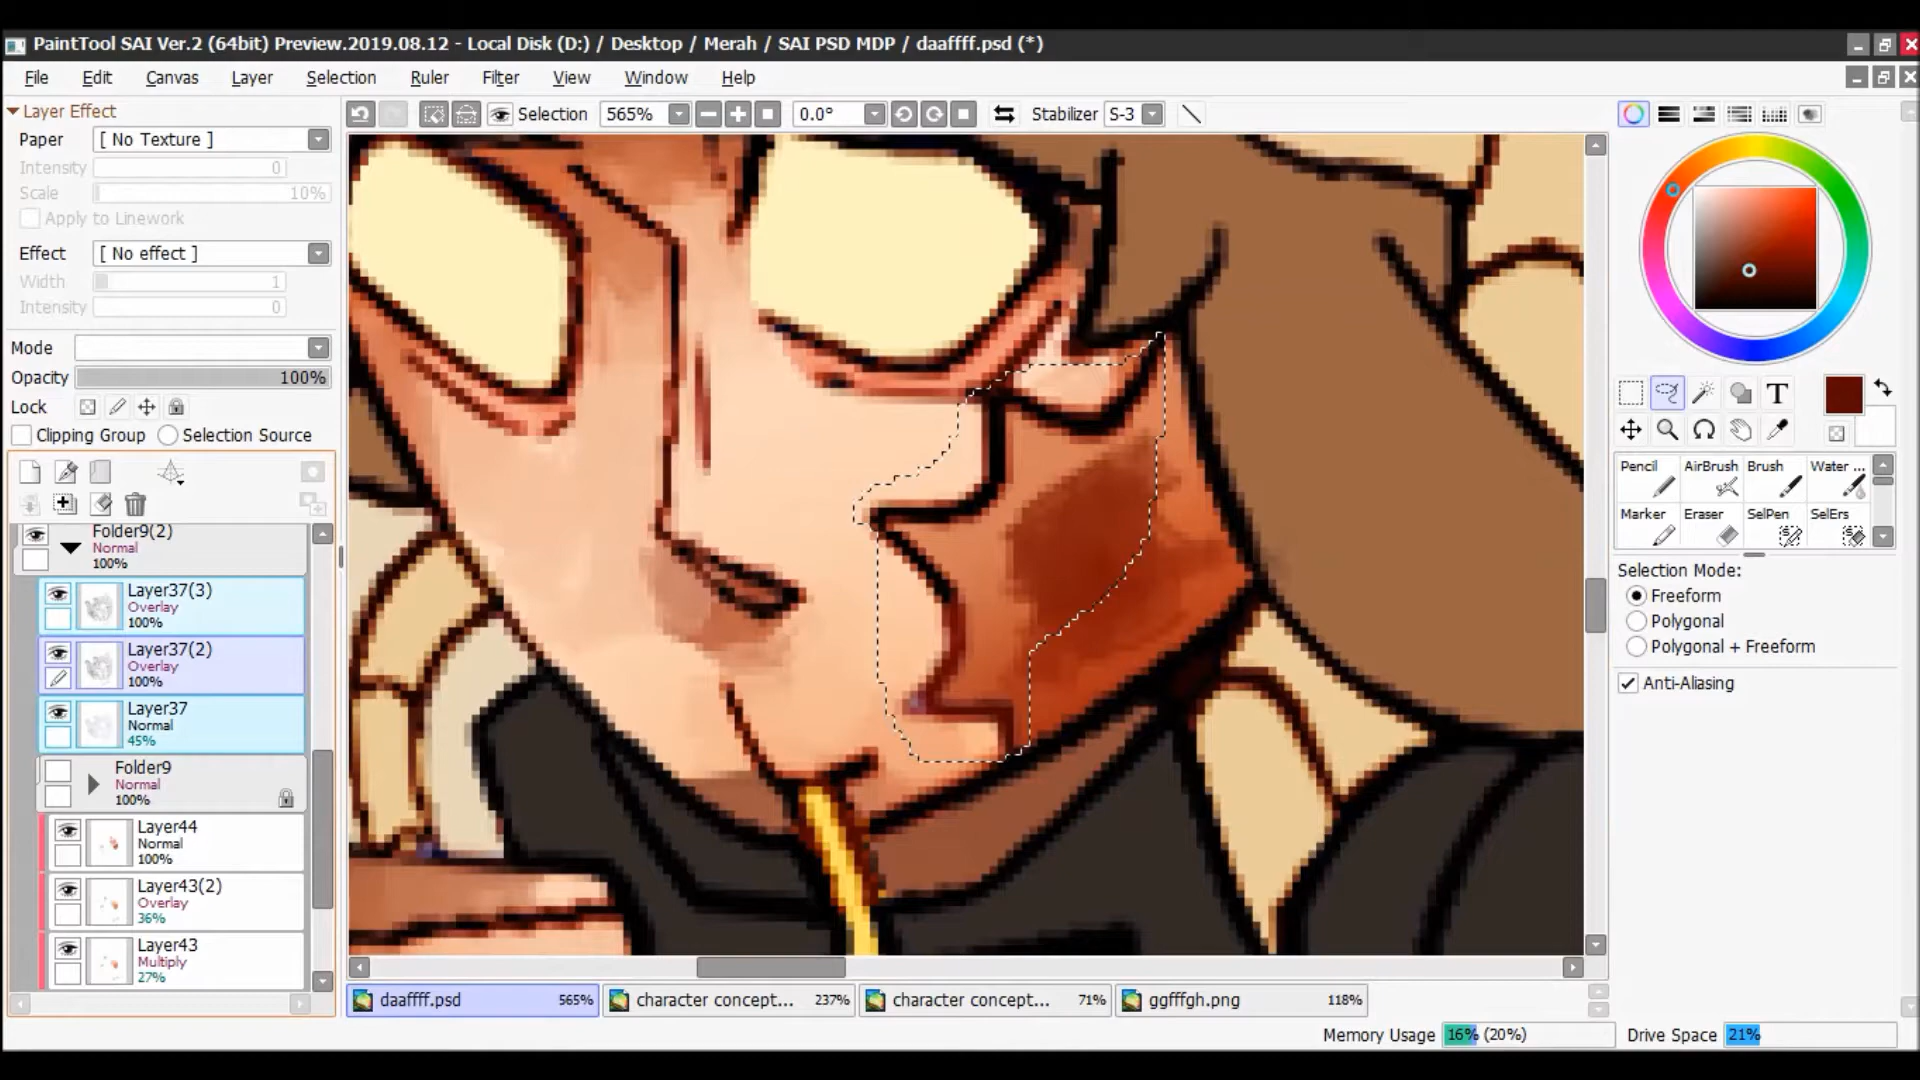 PaintTool SAI Ver.2 (64bit) Preview.2019.08.12 - Local Disk (D:) / Desktop / Merah / SAI PSD MDP / daaffff.psd (*)
File Edit Canvas Layer Selection Ruler Filter View Window Help
Layer Effect
Paper [ No Texture ]
Intensity 0
Scale 10%
Apply to Linework
Effect [ No effect ]
Width 1
Intensity 0
Mode
Opacity 100%
Lock
Clipping Group Selection Source
Folder9(2)
Normal
100%
Layer37(3)
Overlay
100%
Layer37(2)
Overlay
100%
Layer37
Normal
45%
Folder9
Normal
100%
Layer44
Normal
100%
Layer43(2)
Overlay
36%
Layer43
Multiply
27%
Selection 565% 0.0° Stabilizer S-3
T
Pencil AirBrush Brush Water ...
Marker Eraser SelPen SelErs
Selection Mode:
Freeform
Polygonal
Polygonal + Freeform
Anti-Aliasing
daaffff.psd 565% character concept... 237% character concept... 71% ggfffgh.png 118%
Memory Usage 16% (20%) Drive Space 21%